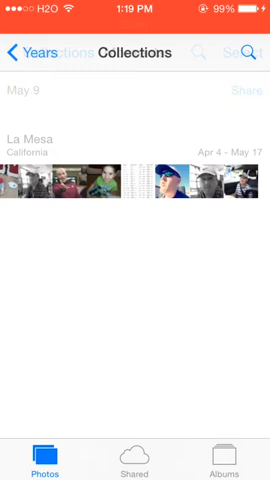 H2O 1:19 PM 99%
Years Collections Select
May 9 Share
La Mesa
California Apr 4 - May 17
Photos Shared Albums